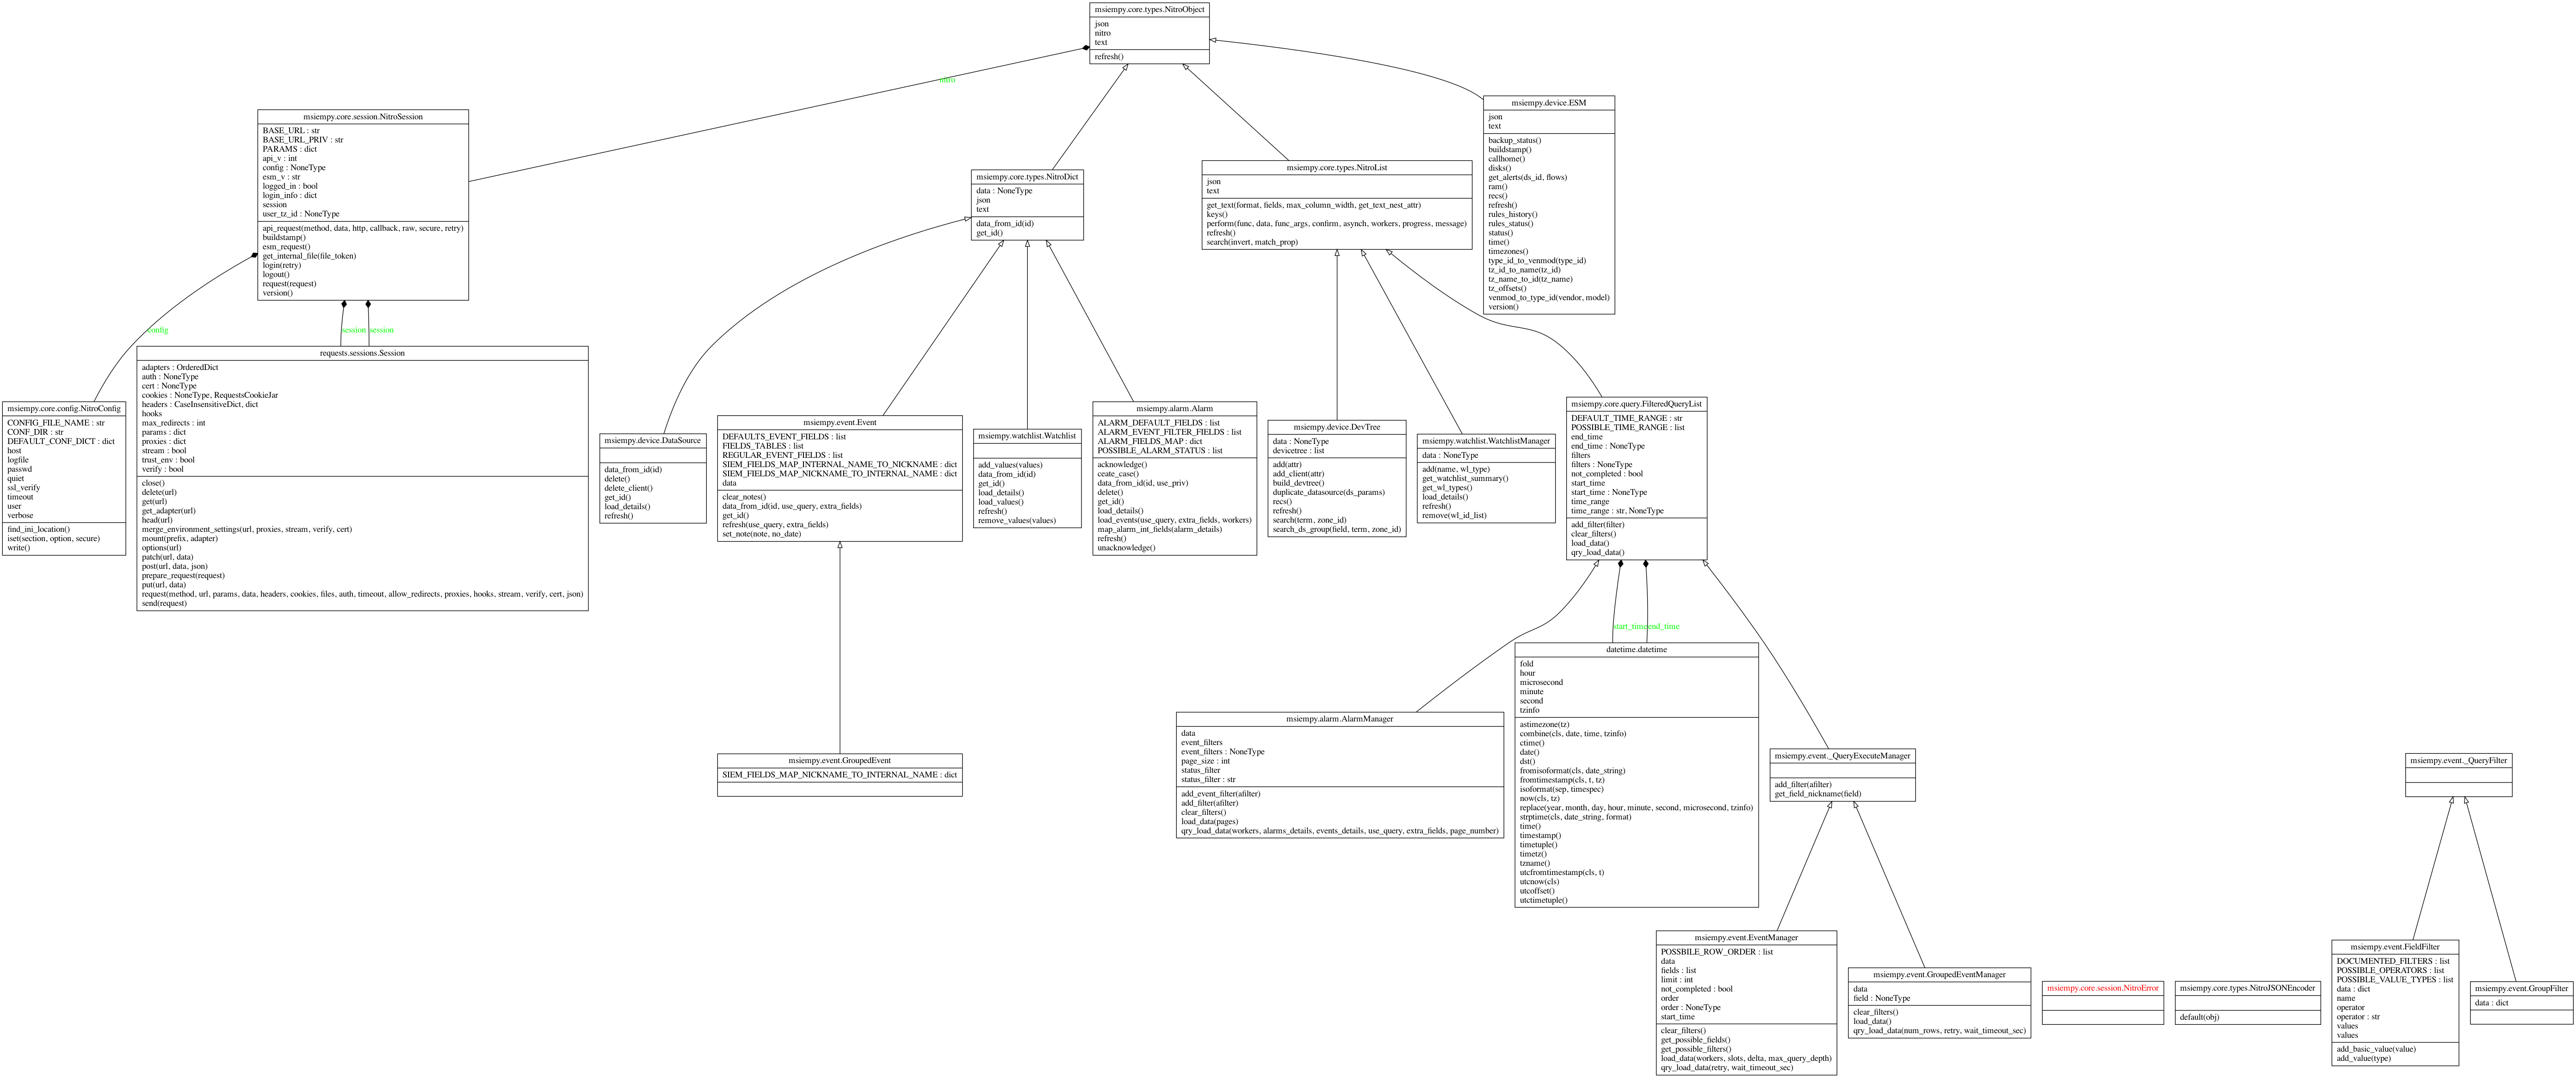 msiempy.core.types.NitroObject
json
nitro
text
refresh()
nitro
msiempy.core.session.NitroSession
BASE_URL : str
BASE_URL_PRIV : str
PARAMS : dict
api_v : int
config : NoneType
esm_v : str
logged_in : bool
login_info : dict
session
user_tz_id : NoneType
api_request(method, data, http, callback, raw, secure, retry)
buildstamp()
esm_request()
get_internal_file(file_token)
login(retry)
logout()
request(request)
version()
msiempy.core.types.NitroDict
data : NoneType
json
text
data_from_id(id)
get_id()
msiempy.core.types.NitroList
json
text
get_text(format, fields, max_column_width, get_text_nest_attr)
keys()
perform(func, data, func_args, confirm, asynch, workers, progress, message)
refresh()
search(invert, match_prop)
msiempy.device.ESM
json
text
backup_status()
buildstamp()
callhome()
disks()
get_alerts(ds_id, flows)
ram()
recs()
refresh()
rules_history()
rules_status()
status()
time()
timezones()
type_id_to_venmod(type_id)
tz_id_to_name(tz_id)
tz_name_to_id(tz_name)
tz_offsets()
venmod_to_type_id(vendor, model)
version()
config
session
session
msiempy.core.config.NitroConfig
CONFIG_FILE_NAME : str
CONF_DIR : str
DEFAULT_CONF_DICT : dict
host
logfile
passwd
quiet
ssl_verify
timeout
user
verbose
find_ini_location()
iset(section, option, secure)
write()
requests.sessions.Session
adapters : OrderedDict
auth : NoneType
cert : NoneType
cookies : NoneType, RequestsCookieJar
headers : CaseInsensitiveDict, dict
hooks
max_redirects : int
params : dict
proxies : dict
stream : bool
trust_env : bool
verify : bool
close()
delete(url)
get(url)
get_adapter(url)
head(url)
merge_environment_settings(url, proxies, stream, verify, cert)
mount(prefix, adapter)
options(url)
patch(url, data)
post(url, data, json)
prepare_request(request)
put(url, data)
request(method, url, params, data, headers, cookies, files, auth, timeout, allow_redirects, proxies, hooks, stream, verify, cert, json)
send(request)
msiempy.device.DataSource
data_from_id(id)
delete()
delete_client()
get_id()
load_details()
refresh()
msiempy.event.Event
DEFAULTS_EVENT_FIELDS : list
FIELDS_TABLES : list
REGULAR_EVENT_FIELDS : list
SIEM_FIELDS_MAP_INTERNAL_NAME_TO_NICKNAME : dict
SIEM_FIELDS_MAP_NICKNAME_TO_INTERNAL_NAME : dict
data
clear_notes()
data_from_id(id, use_query, extra_fields)
get_id()
refresh(use_query, extra_fields)
set_note(note, no_date)
msiempy.watchlist.Watchlist
add_values(values)
data_from_id(id)
get_id()
load_details()
load_values()
refresh()
remove_values(values)
msiempy.alarm.Alarm
ALARM_DEFAULT_FIELDS : list
ALARM_EVENT_FILTER_FIELDS : list
ALARM_FIELDS_MAP : dict
POSSIBLE_ALARM_STATUS : list
acknowledge()
ceate_case()
data_from_id(id, use_priv)
delete()
get_id()
load_details()
load_events(use_query, extra_fields, workers)
map_alarm_int_fields(alarm_details)
refresh()
unacknowledge()
msiempy.device.DevTree
data : NoneType
devicetree : list
add(attr)
add_client(attr)
build_devtree()
duplicate_datasource(ds_params)
recs()
refresh()
search(term, zone_id)
search_ds_group(field, term, zone_id)
msiempy.watchlist.WatchlistManager
data : NoneType
add(name, wl_type)
get_watchlist_summary()
get_wl_types()
load_details()
refresh()
remove(wl_id_list)
msiempy.core.query.FilteredQueryList
DEFAULT_TIME_RANGE : str
POSSIBLE_TIME_RANGE : list
end_time
end_time : NoneType
filters
filters : NoneType
not_completed : bool
start_time
start_time : NoneType
time_range
time_range : str, NoneType
add_filter(filter)
clear_filters()
load_data()
qry_load_data()
start_time
end_time
msiempy.event.GroupedEvent
SIEM_FIELDS_MAP_NICKNAME_TO_INTERNAL_NAME : dict
msiempy.alarm.AlarmManager
data
event_filters
event_filters : NoneType
page_size : int
status_filter
status_filter : str
add_event_filter(afilter)
add_filter(afilter)
clear_filters()
load_data(pages)
qry_load_data(workers, alarms_details, events_details, use_query, extra_fields, page_number)
datetime.datetime
fold
hour
microsecond
minute
second
tzinfo
astimezone(tz)
combine(cls, date, time, tzinfo)
ctime()
date()
dst()
fromisoformat(cls, date_string)
fromtimestamp(cls, t, tz)
isoformat(sep, timespec)
now(cls, tz)
replace(year, month, day, hour, minute, second, microsecond, tzinfo)
strptime(cls, date_string, format)
time()
timestamp()
timetuple()
timetz()
tzname()
utcfromtimestamp(cls, t)
utcnow(cls)
utcoffset()
utctimetuple()
msiempy.event._QueryExecuteManager
add_filter(afilter)
get_field_nickname(field)
msiempy.event._QueryFilter
msiempy.event.EventManager
POSSBILE_ROW_ORDER : list
data
fields : list
limit : int
not_completed : bool
order
order : NoneType
start_time
clear_filters()
get_possible_fields()
get_possible_filters()
load_data(workers, slots, delta, max_query_depth)
qry_load_data(retry, wait_timeout_sec)
msiempy.event.GroupedEventManager
data
field : NoneType
clear_filters()
load_data()
qry_load_data(num_rows, retry, wait_timeout_sec)
msiempy.core.session.NitroError
msiempy.core.types.NitroJSONEncoder
default(obj)
msiempy.event.FieldFilter
DOCUMENTED_FILTERS : list
POSSIBLE_OPERATORS : list
POSSIBLE_VALUE_TYPES : list
data : dict
name
operator
operator : str
values
values
add_basic_value(value)
add_value(type)
msiempy.event.GroupFilter
data : dict